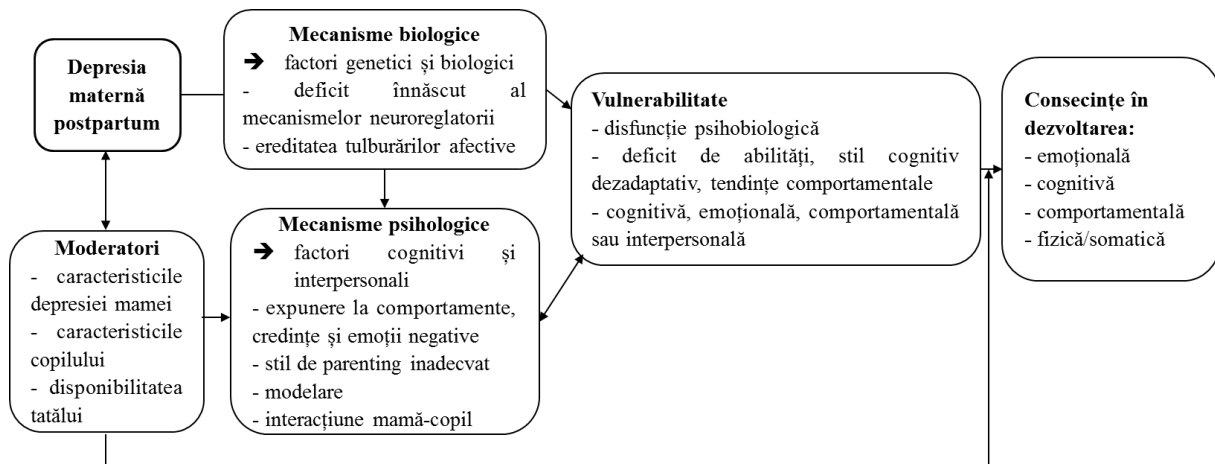 Depresia
maternă
postpartum
Mecanisme biologice
➔ factori genetici și biologici
- deficit înnăscut al
mecanismelor neuroreglatorii
- ereditatea tulburărilor afective
Moderatori
- caracteristicile
depresiei mamei
- caracteristicile
copilului
- disponibilitatea
tatălui
Mecanisme psihologice
➔ factori cognitivi și
interpersonali
- expunere la comportamente,
credințe și emoții negative
- stil de parenting inadecvat
- modelare
- interacțiune mamă-copil
Vulnerabilitate
- disfuncție psihobiologică
- deficit de abilități, stil cognitiv
dezadaptativ, tendințe comportamentale
- cognitivă, emoțională, comportamentală
sau interpersonală
Consecințe în
dezvoltarea:
- emoțională
- cognitivă
- comportamentală
- fizică/somatică